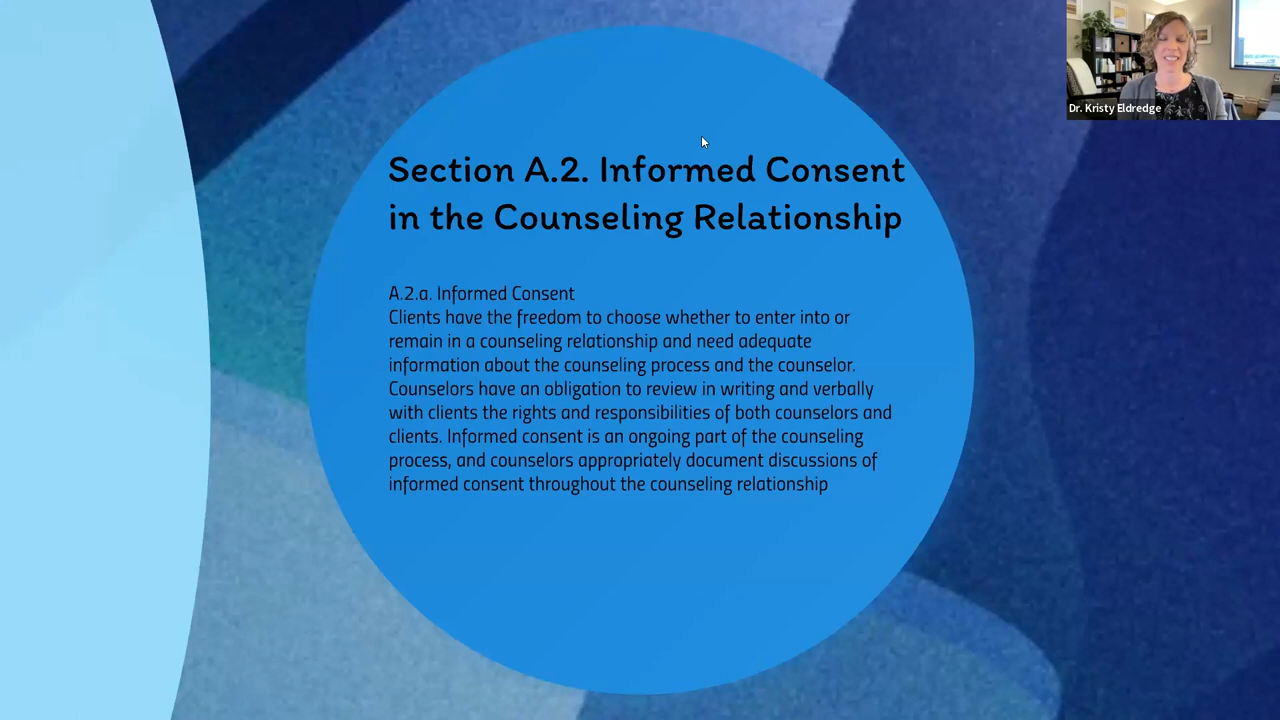 Dr. Kristy Eldredge
Section A.2. Informed Consent
in the Counseling Relationship
A.2.a. Informed Consent
Clients have the freedom to choose whether to enter into or
remain in a counseling relationship and need adequate
information about the counseling process and the counselor.
Counselors have an obligation to review in writing and verbally
with clients the rights and responsibilities of both counselors and
clients. Informed consent is an ongoing part of the counseling
process, and counselors appropriately document discussions of
informed consent throughout the counseling relationship